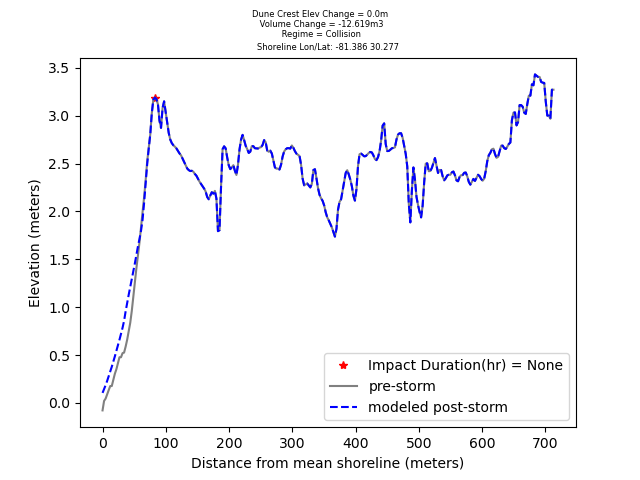 Dune Crest Elev Change = 0.0m
Volume Change = -12.619m3
Regime = Collision
Shoreline Lon/Lat: -81.386 30.277
3.5
3.0
2.5
2.0
1.5
1.0
0.5
0.0
Elevation (meters)
Impact Duration(hr) = None
pre-storm
modeled post-storm
0 100 200 300 400 500 600 700
Distance from mean shoreline (meters)